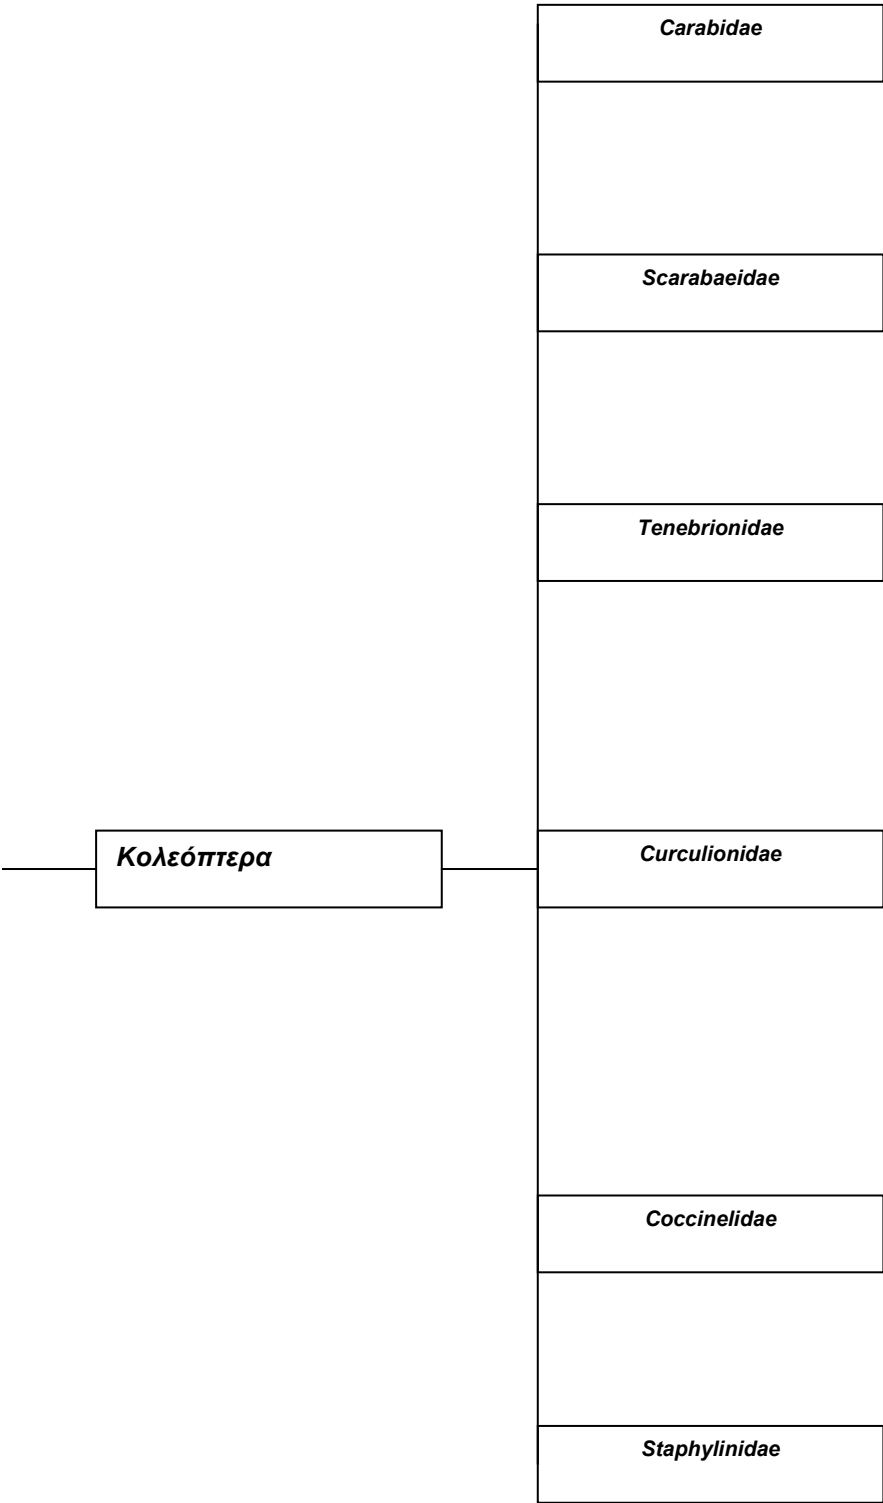 Carabidae
Scarabaeidae
Tenebrionidae
Κολεόπτερα
Curculionidae
Coccinelidae
Staphylinidae